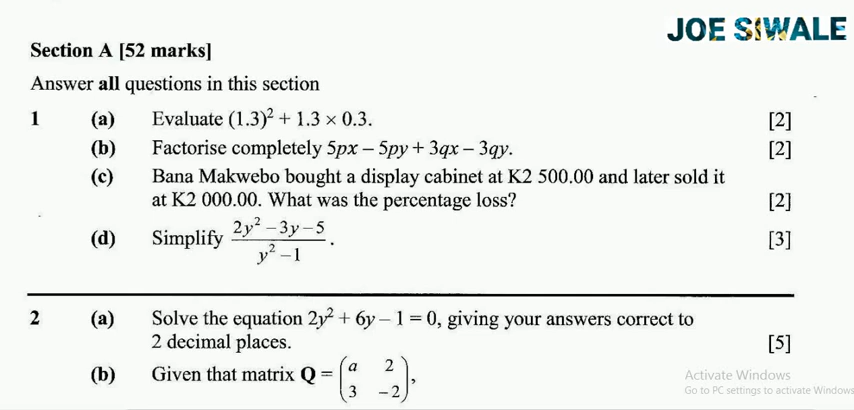 JOE SIWALE
Section A [52 marks]
Answer all questions in this section
1 (a) Evaluate (1.3)² + 1.3 × 0.3. [2]
(b) Factorise completely 5px – 5py + 3qx – 3qy. [2]
(c) Bana Makwebo bought a display cabinet at K2 500.00 and later sold it
at K2 000.00. What was the percentage loss? [2]
(d) Simplify (2y² – 3y – 5)/(y² – 1). [3]
2 (a) Solve the equation 2y² + 6y – 1 = 0, giving your answers correct to
2 decimal places. [5]
(b) Given that matrix Q = (a 2
3 –2),
Activate Windows
Go to PC settings to activate Windows